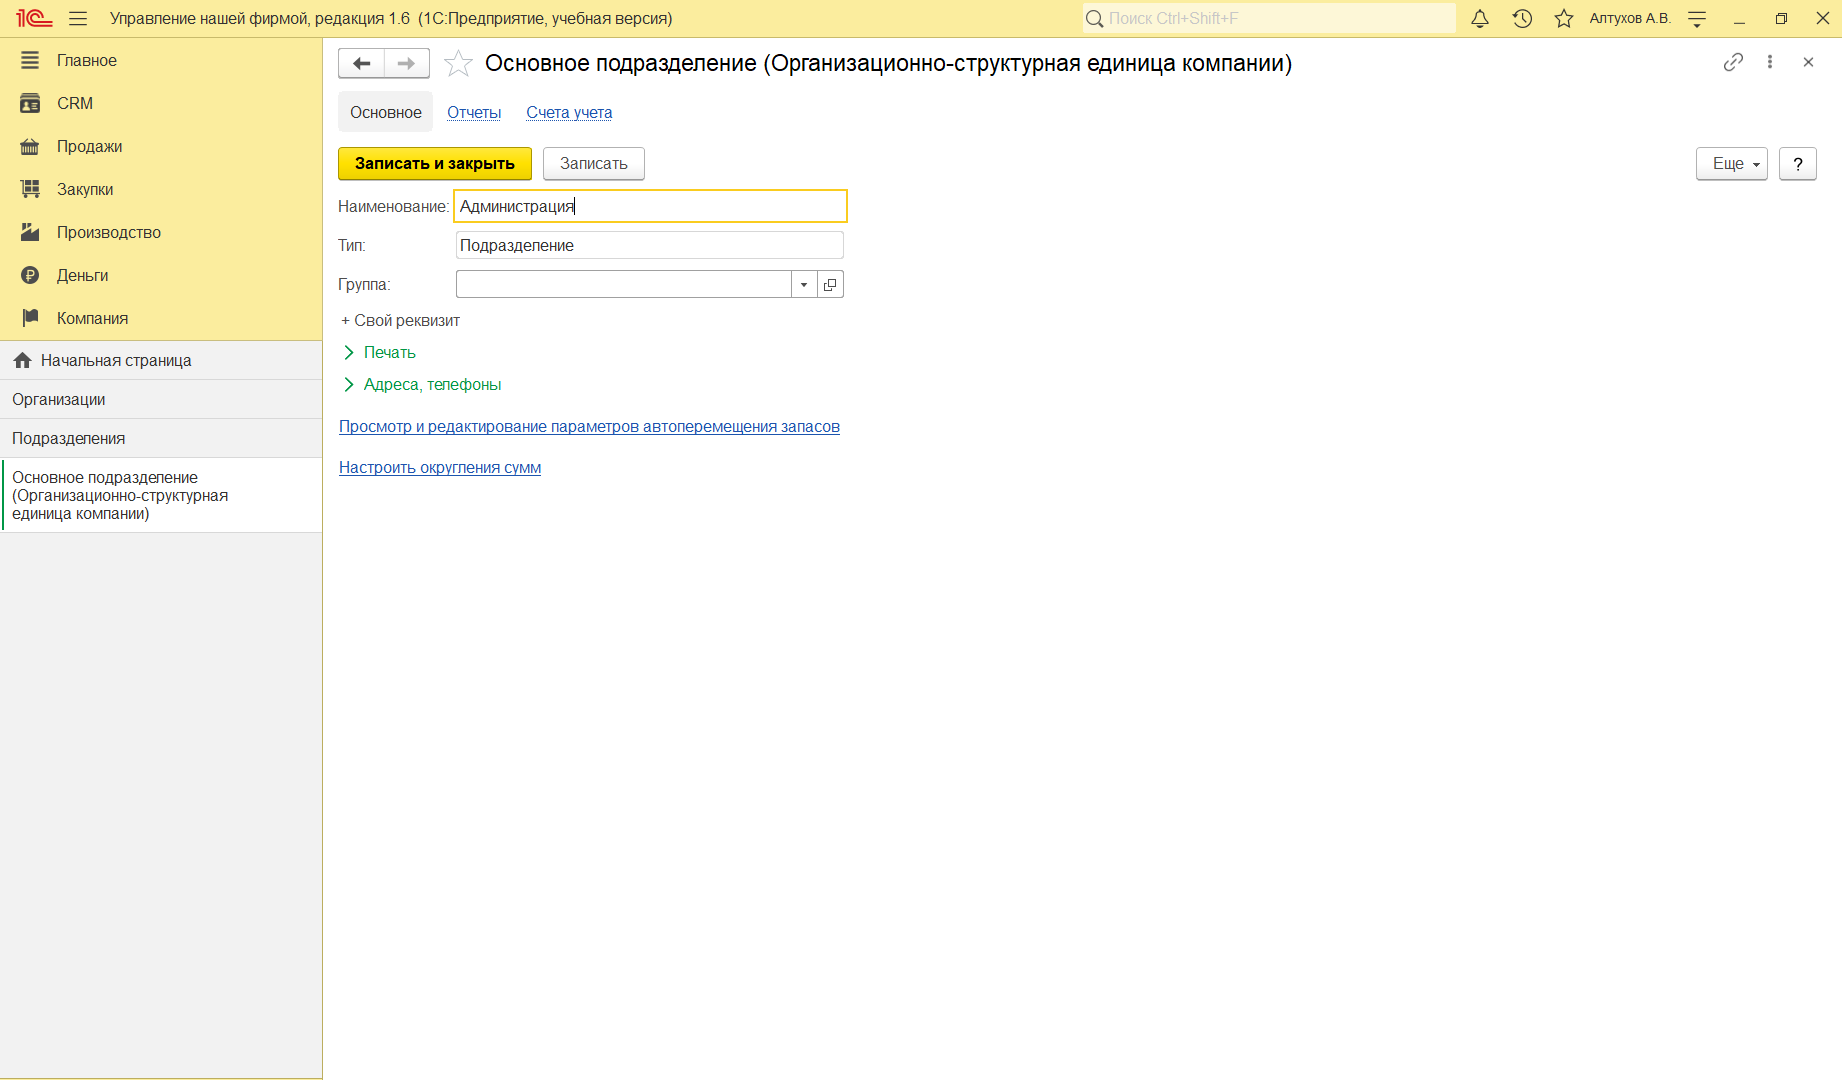 1С Управление нашей фирмой, редакция 1.6 (1С:Предприятие, учебная версия) Поиск Ctrl+Shift+F Алтухов А.В.
Главное
CRM
Продажи
Закупки
Производство
Деньги
Компания
Начальная страница
Организации
Подразделения
Основное подразделение
(Организационно-структурная
единица компании)
Основное подразделение (Организационно-структурная единица компании)
Основное Отчеты Счета учета
Записать и закрыть Записать Еще ?
Наименование: Администрация
Тип: Подразделение
Группа:
+ Свой реквизит
Печать
Адреса, телефоны
Просмотр и редактирование параметров автоперемещения запасов
Настроить округления сумм